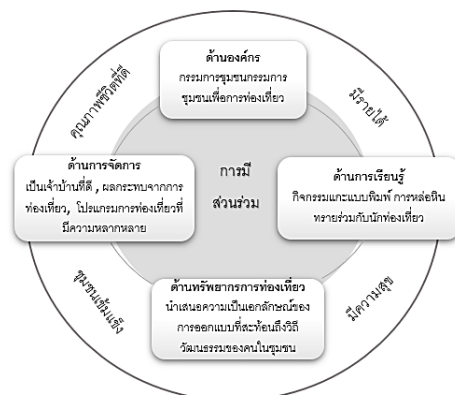 ด้านองค์กร
กรรมการชุมชนกรรมการ
ชุมชนเพื่อการท่องเที่ยว
คุณภาพชีวิตที่ดี
มีรายได้
ด้านการจัดการ
เป็นเจ้าบ้านที่ดี , ผลกระทบจากการ
ท่องเที่ยว, โปรแกรมการท่องเที่ยวที่
มีความหลากหลาย
การมี
ส่วนร่วม
ด้านการเรียนรู้
กิจกรรมแกะแบบพิมพ์ การหล่อหิน
ทรายร่วมกับนักท่องเที่ยว
ชุมชนเข้มแข็ง
มีความสุข
ด้านทรัพยากรการท่องเที่ยว
นำเสนอความเป็นเอกลักษณ์ของ
การออกแบบที่สะท้อนถึงวิถี
วัฒนธรรมของคนในชุมชน